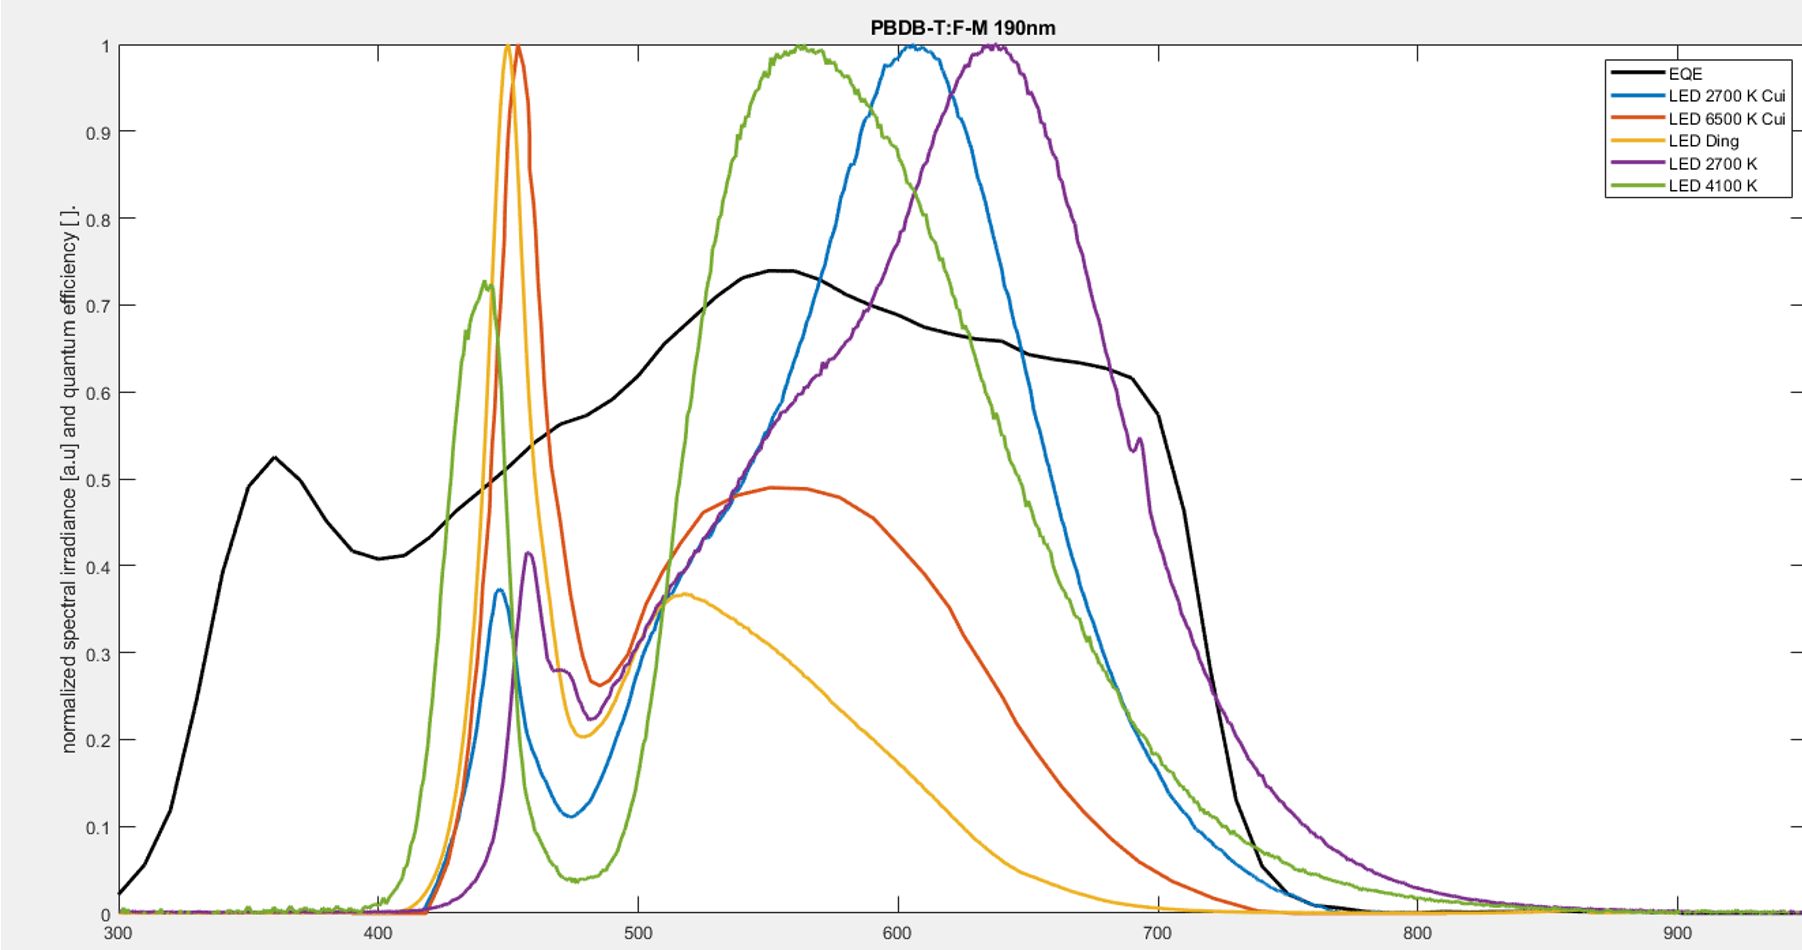 PBDB-T:F-M 190nm
EQE
LED 2700 K Cui
LED 6500 K Cui
LED Ding
LED 2700 K
LED 4100 K
normalized spectral irradiance [a.u] and quantum efficiency [ ].
1
0.9
0.8
0.7
0.6
0.5
0.4
0.3
0.2
0.1
0
300 400 500 600 700 800 900